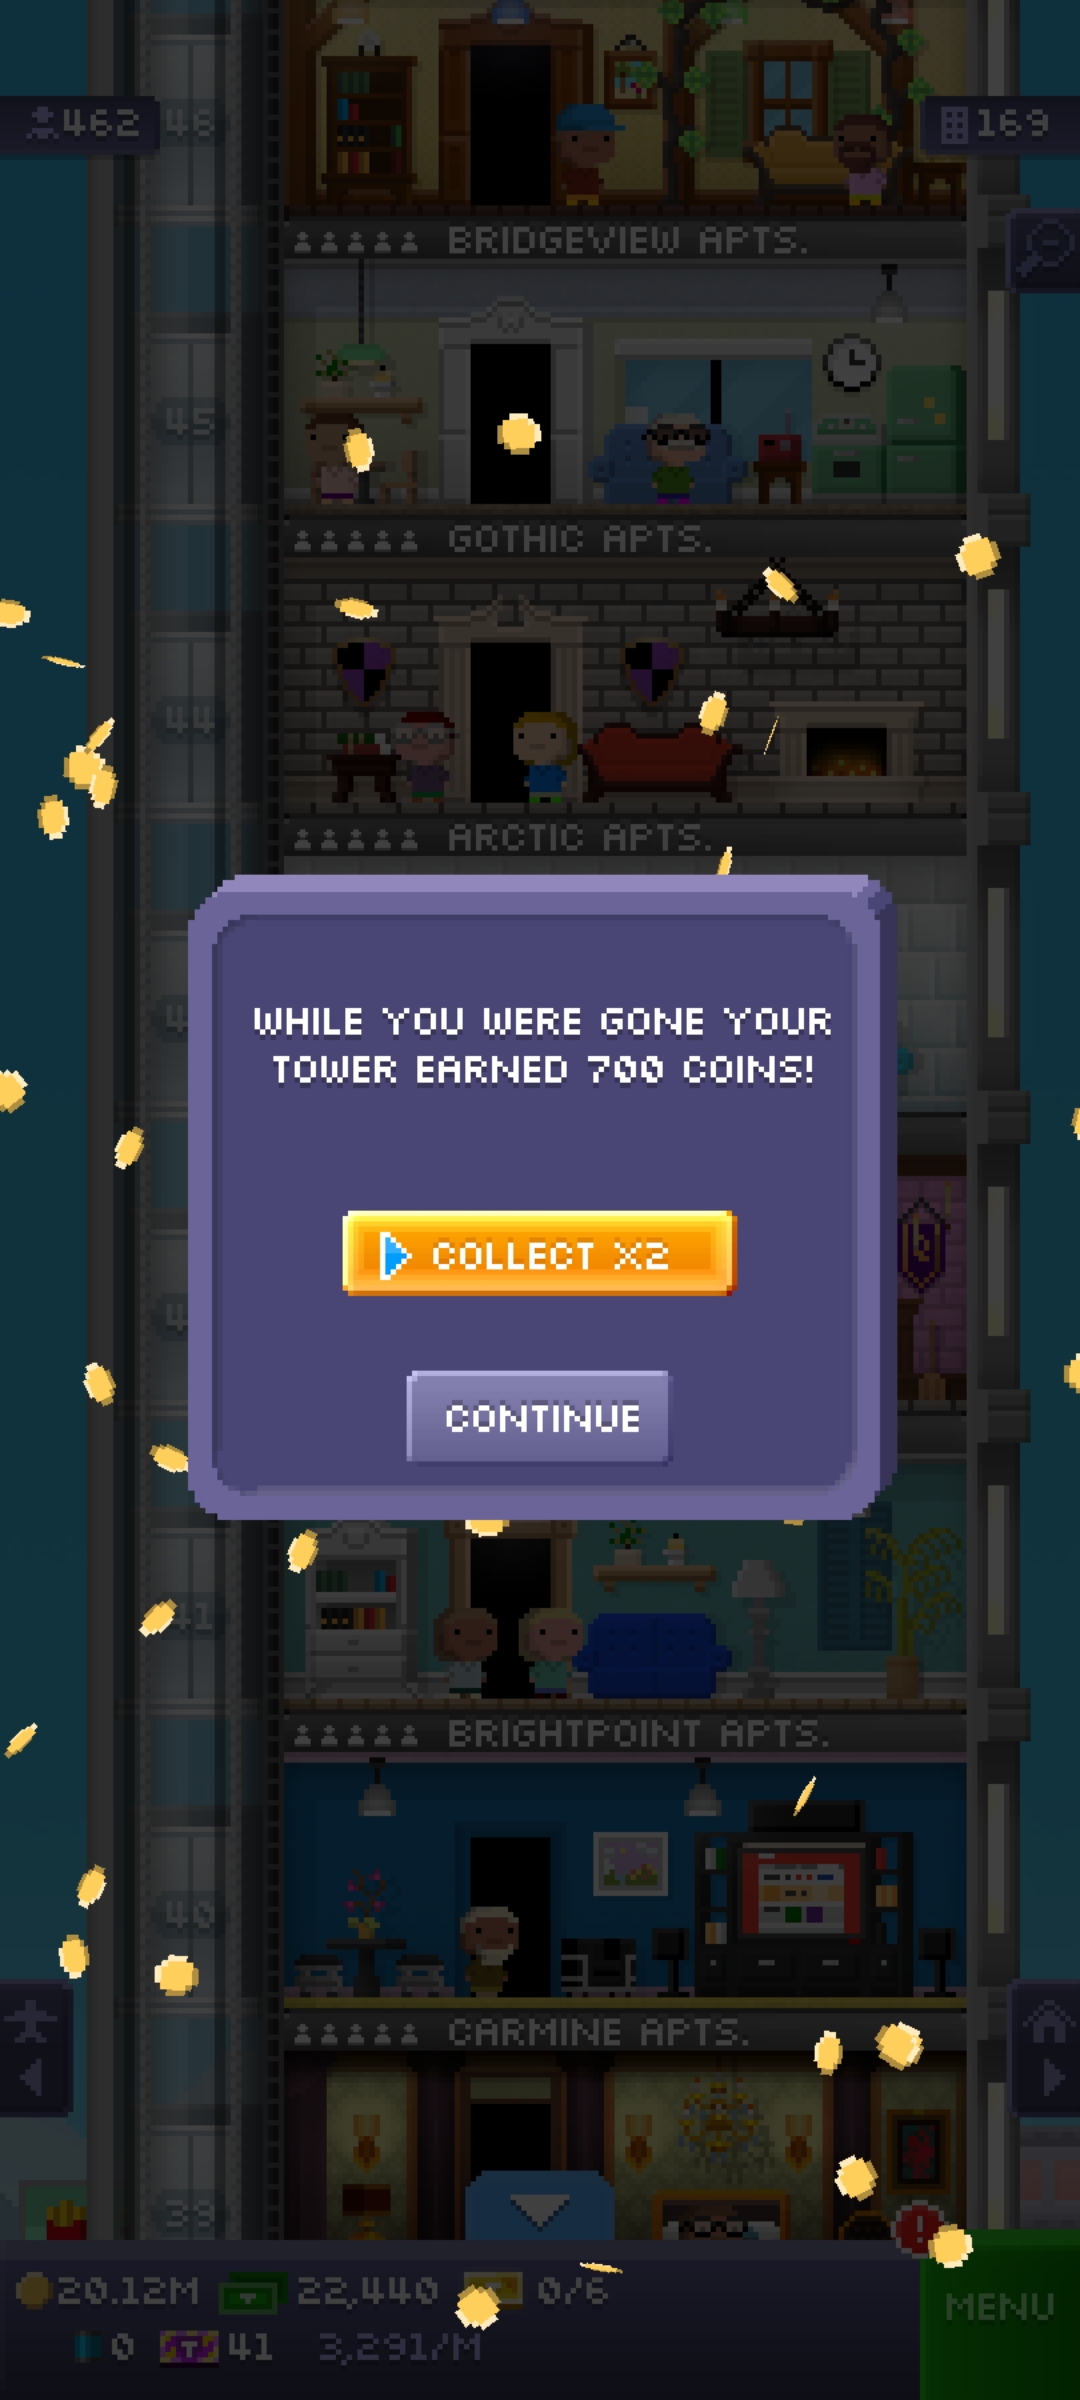 462
46
169
BRIDGEVIEW APTS.
45
GOTHIC APTS.
44
ARCTIC APTS.
WHILE YOU WERE GONE YOUR
TOWER EARNED 700 COINS!
COLLECT X2
CONTINUE
41
BRIGHTPOINT APTS.
40
CARMINE APTS.
39
20.12M 22,440 0/6
0 T 41 3,291/M
MENU